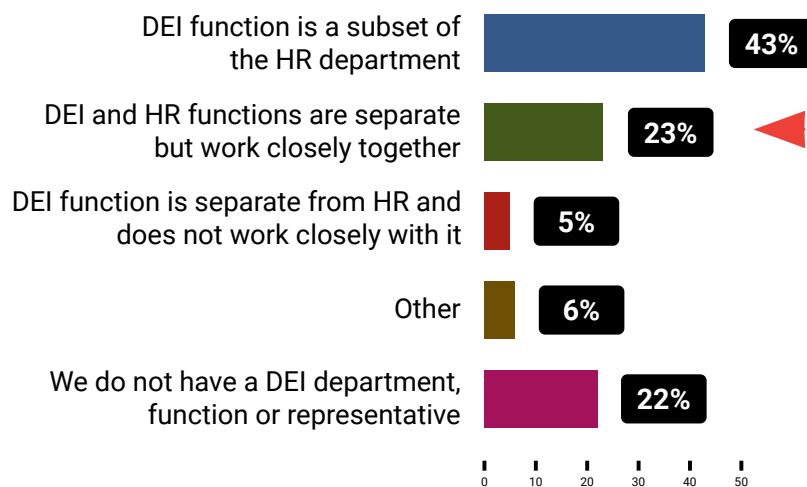 DEI function is a subset of
the HR department
43%
DEI and HR functions are separate
but work closely together
23%
DEI function is separate from HR and
does not work closely with it
5%
Other
6%
We do not have a DEI department,
function or representative
22%
0 10 20 30 40 50